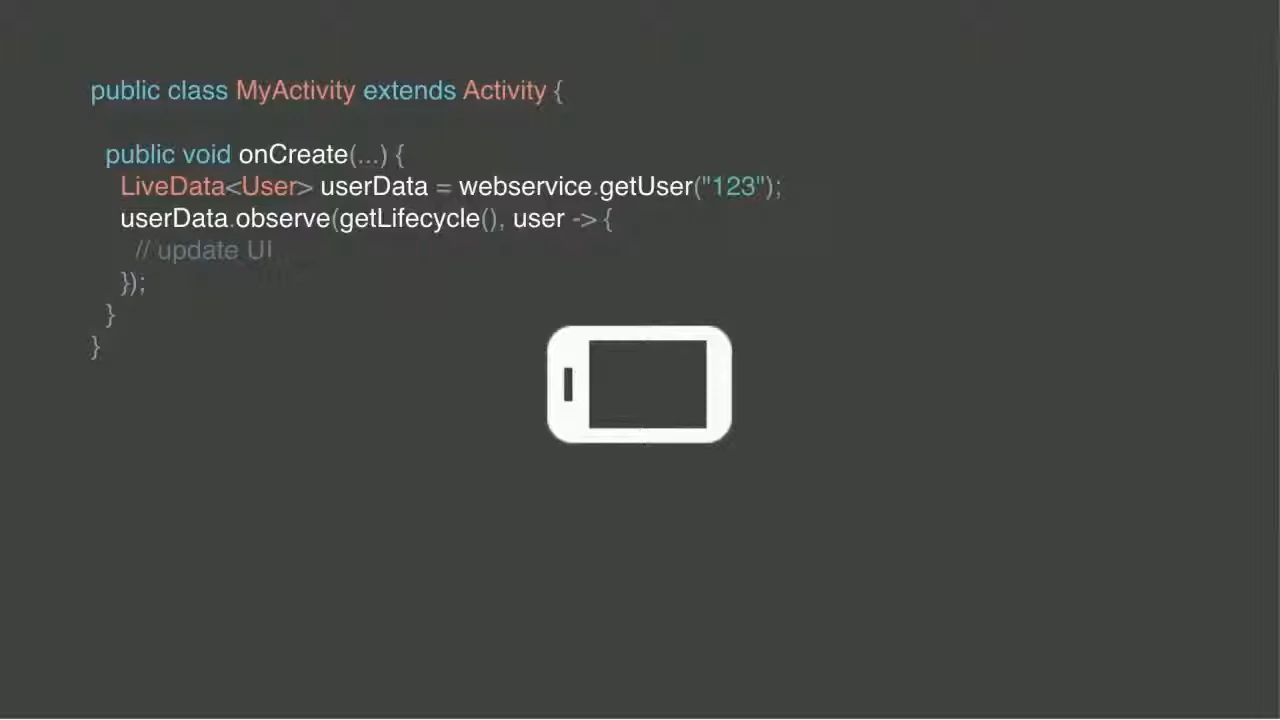 public class MyActivity extends Activity {
public void onCreate(...) {
LiveData<User> userData = webservice.getUser("123");
userData.observe(getLifecycle(), user -> {
// update UI
});
}
}